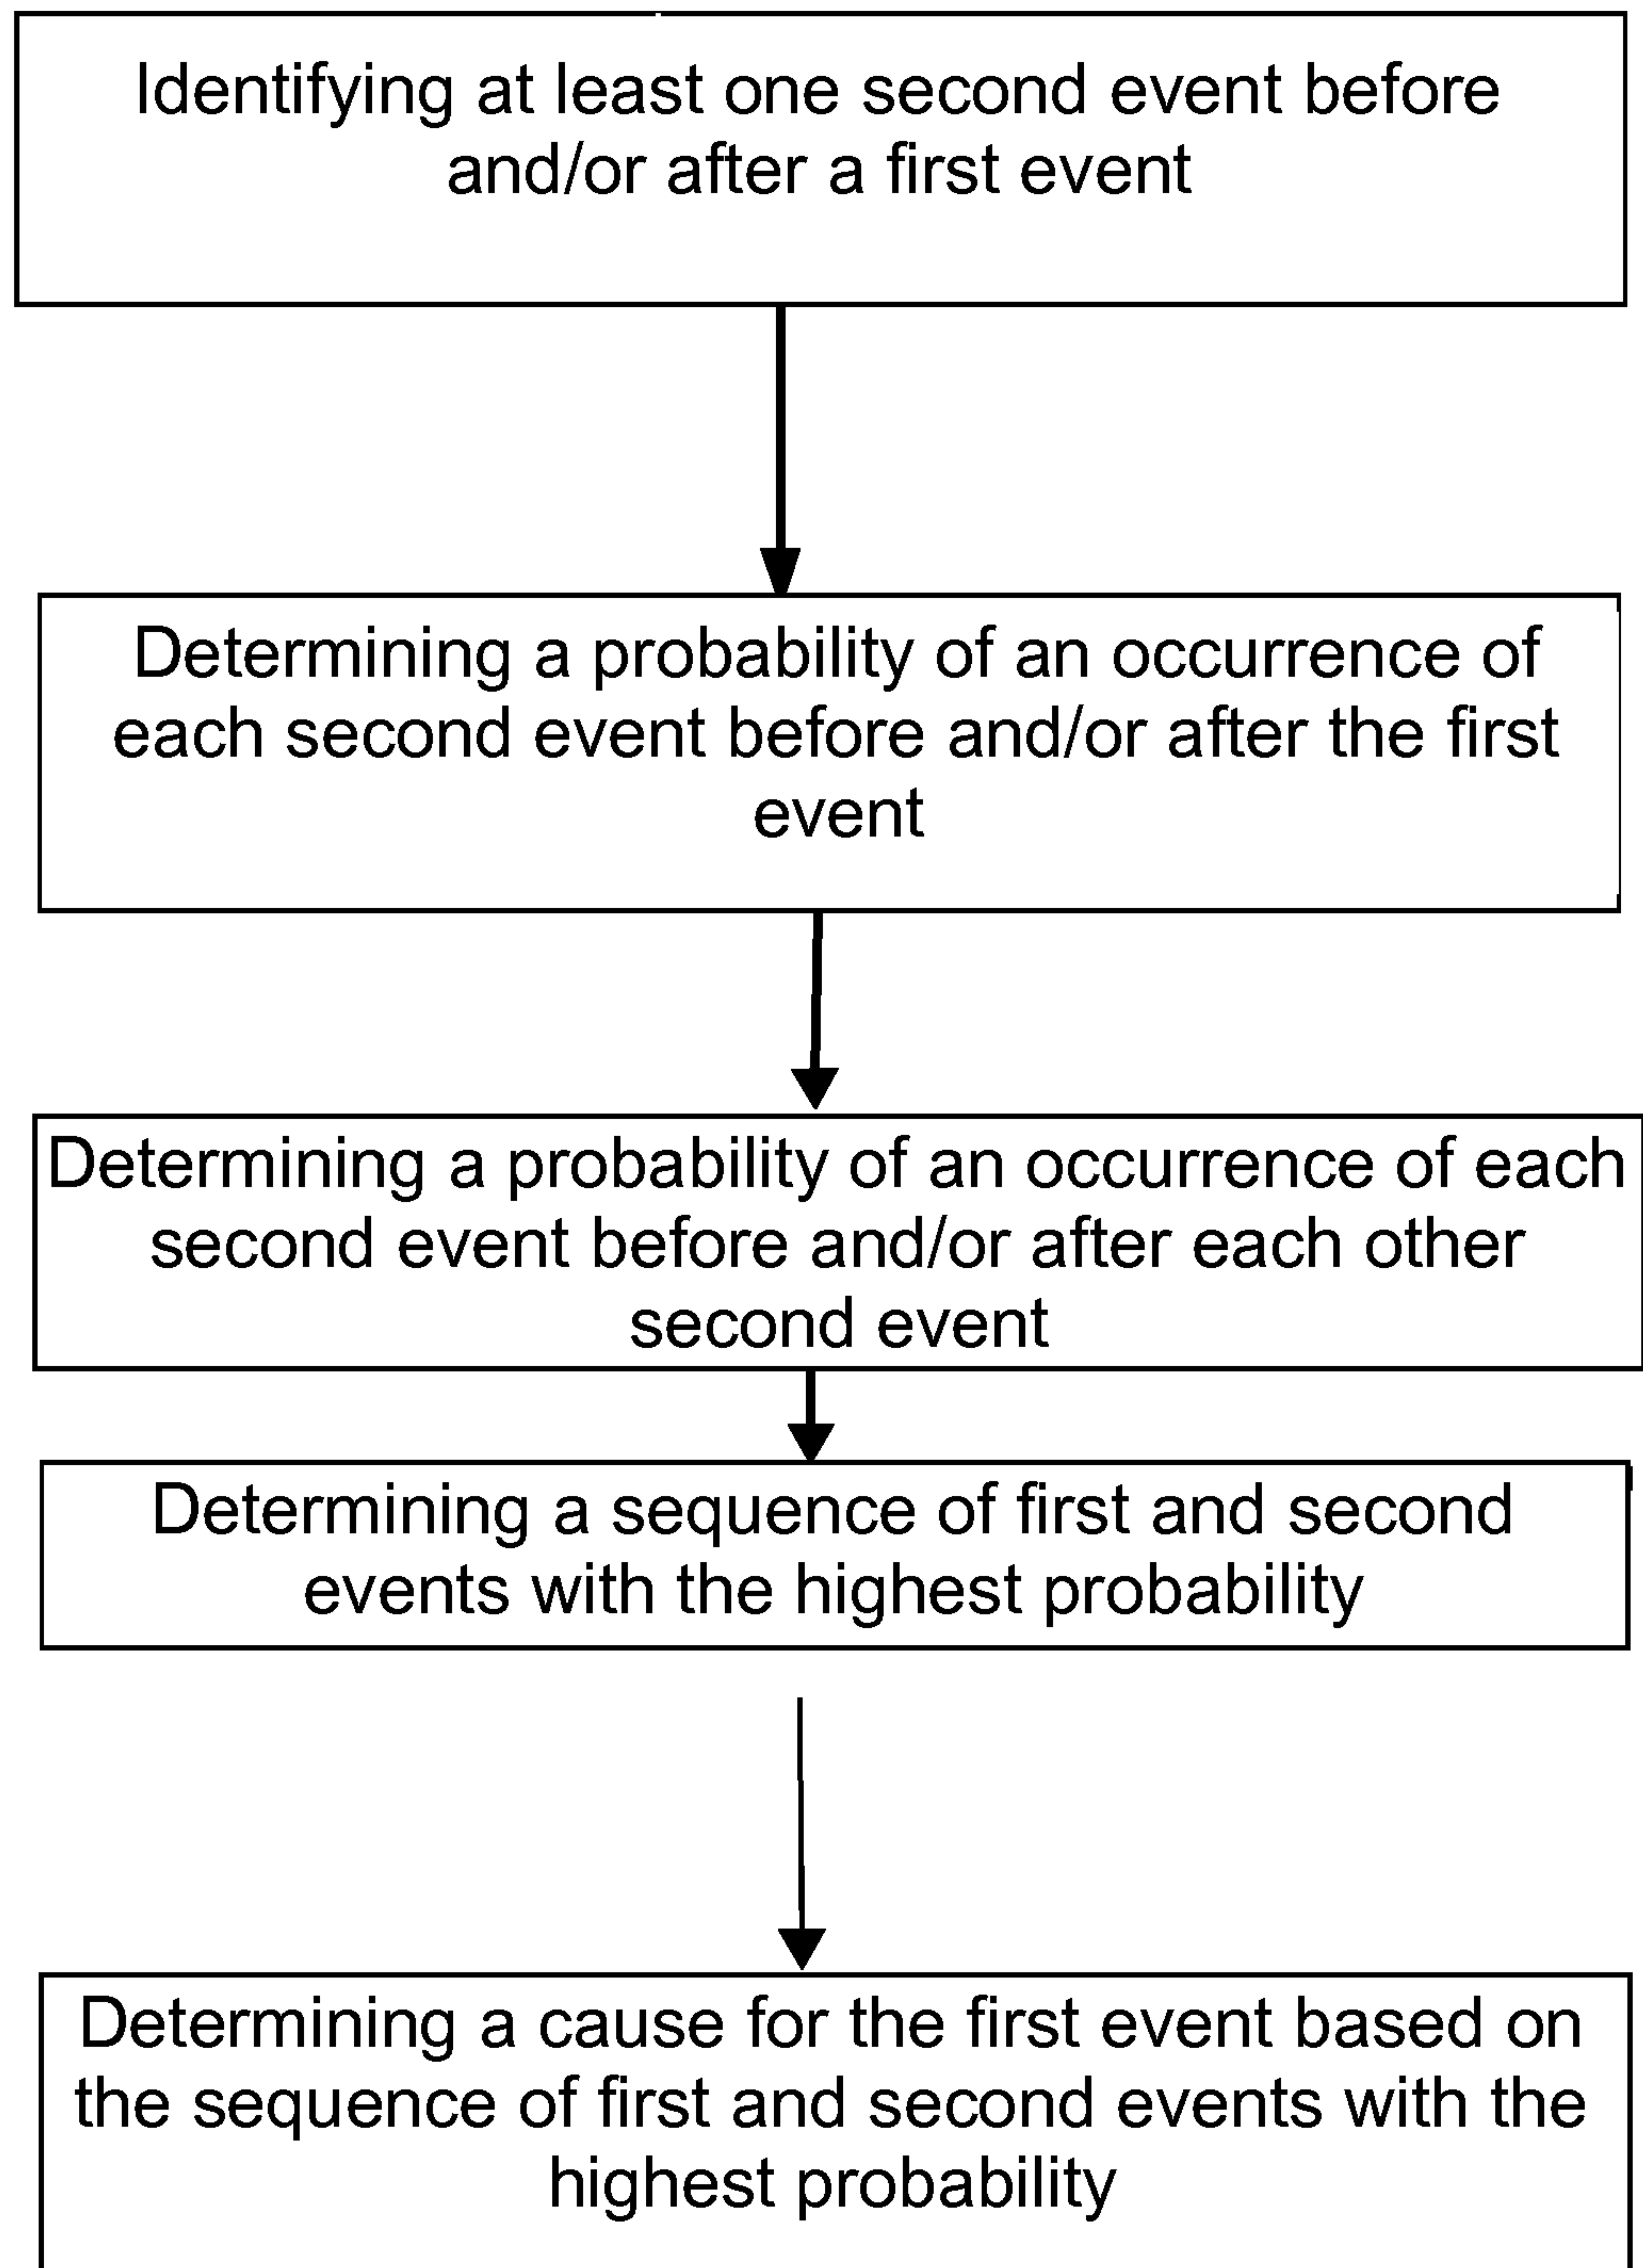 Identifying at least one second event before
and/or after a first event
Determining a probability of an occurrence of
each second event before and/or after the first
event
Determining a probability of an occurrence of each
second event before and/or after each other
second event
Determining a sequence of first and second
events with the highest probability
Determining a cause for the first event based on
the sequence of first and second events with the
highest probability